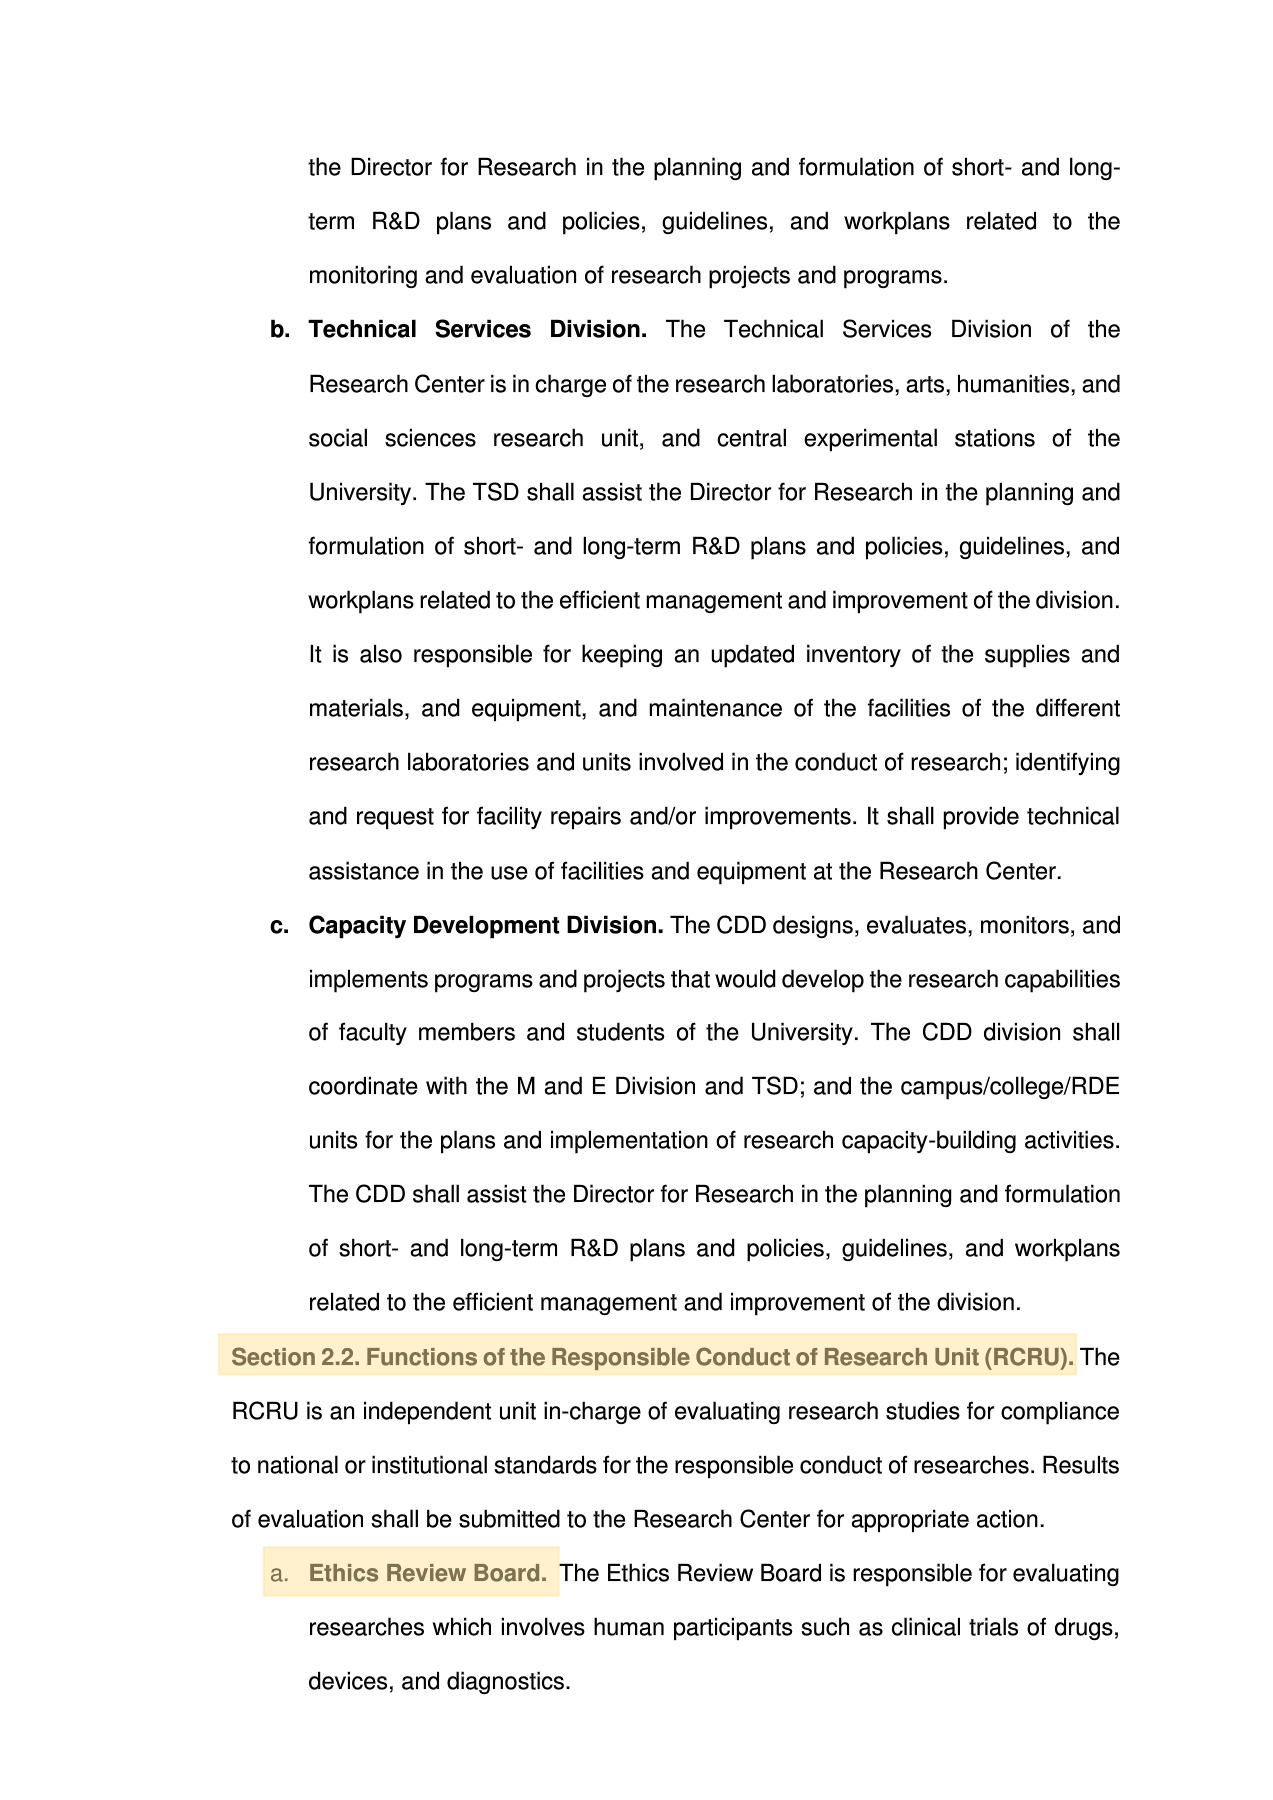 the Director for Research in the planning and formulation of short- and long-
term R&D plans and policies, guidelines, and workplans related to the
monitoring and evaluation of research projects and programs.
b. Technical Services Division. The Technical Services Division of the
Research Center is in charge of the research laboratories, arts, humanities, and
social sciences research unit, and central experimental stations of the
University. The TSD shall assist the Director for Research in the planning and
formulation of short- and long-term R&D plans and policies, guidelines, and
workplans related to the efficient management and improvement of the division.
It is also responsible for keeping an updated inventory of the supplies and
materials, and equipment, and maintenance of the facilities of the different
research laboratories and units involved in the conduct of research; identifying
and request for facility repairs and/or improvements. It shall provide technical
assistance in the use of facilities and equipment at the Research Center.
c. Capacity Development Division. The CDD designs, evaluates, monitors, and
implements programs and projects that would develop the research capabilities
of faculty members and students of the University. The CDD division shall
coordinate with the M and E Division and TSD; and the campus/college/RDE
units for the plans and implementation of research capacity-building activities.
The CDD shall assist the Director for Research in the planning and formulation
of short- and long-term R&D plans and policies, guidelines, and workplans
related to the efficient management and improvement of the division.
Section 2.2. Functions of the Responsible Conduct of Research Unit (RCRU). The
RCRU is an independent unit in-charge of evaluating research studies for compliance
to national or institutional standards for the responsible conduct of researches. Results
of evaluation shall be submitted to the Research Center for appropriate action.
a. Ethics Review Board. The Ethics Review Board is responsible for evaluating
researches which involves human participants such as clinical trials of drugs,
devices, and diagnostics.